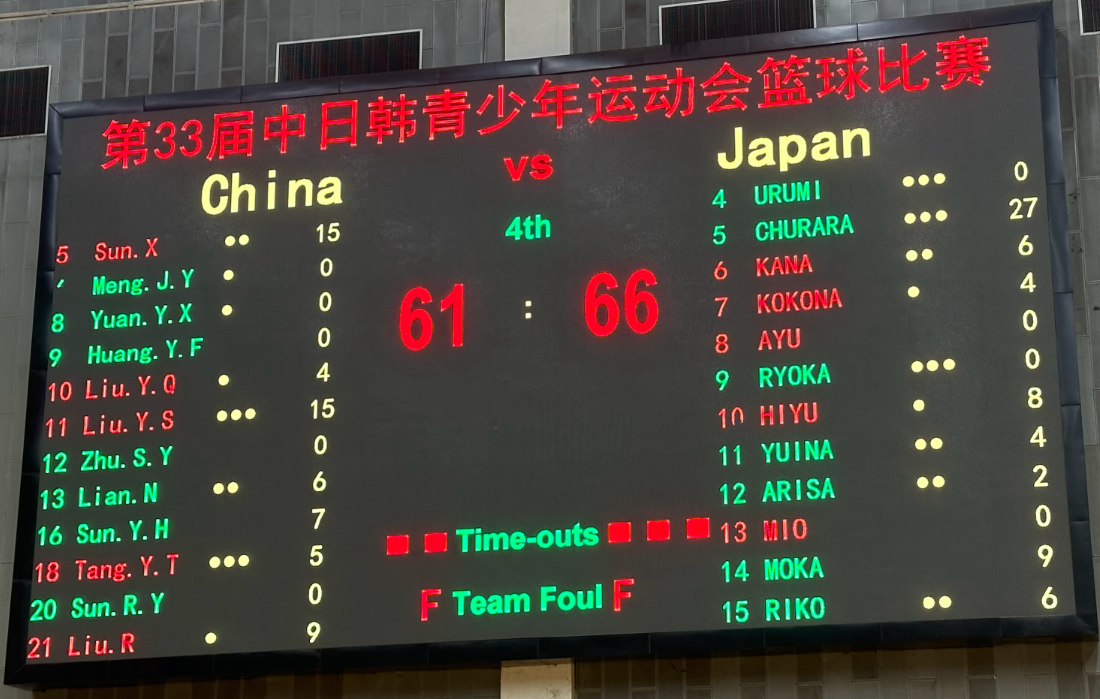 第33届中日韩青少年运动会篮球比赛
China
vs
Japan
4th
61 : 66
5 Sun.X 15
Meng.J.Y 0
8 Yuan.Y.X 0
9 Huang.Y.F 0
10 Liu.Y.Q 4
11 Liu.Y.S 15
12 Zhu.S.Y 0
13 Lian.N 6
16 Sun.Y.H 7
18 Tang.Y.T 5
20 Sun.R.Y 0
21 Liu.R 9
4 URUMI 0
5 CHURARA 27
6 KANA 6
7 KOKONA 4
8 AYU 0
9 RYOKA 0
10 HIYU 8
11 YUINA 4
12 ARISA 2
13 MIO 0
14 MOKA 9
15 RIKO 6
Time-outs
F Team Foul F